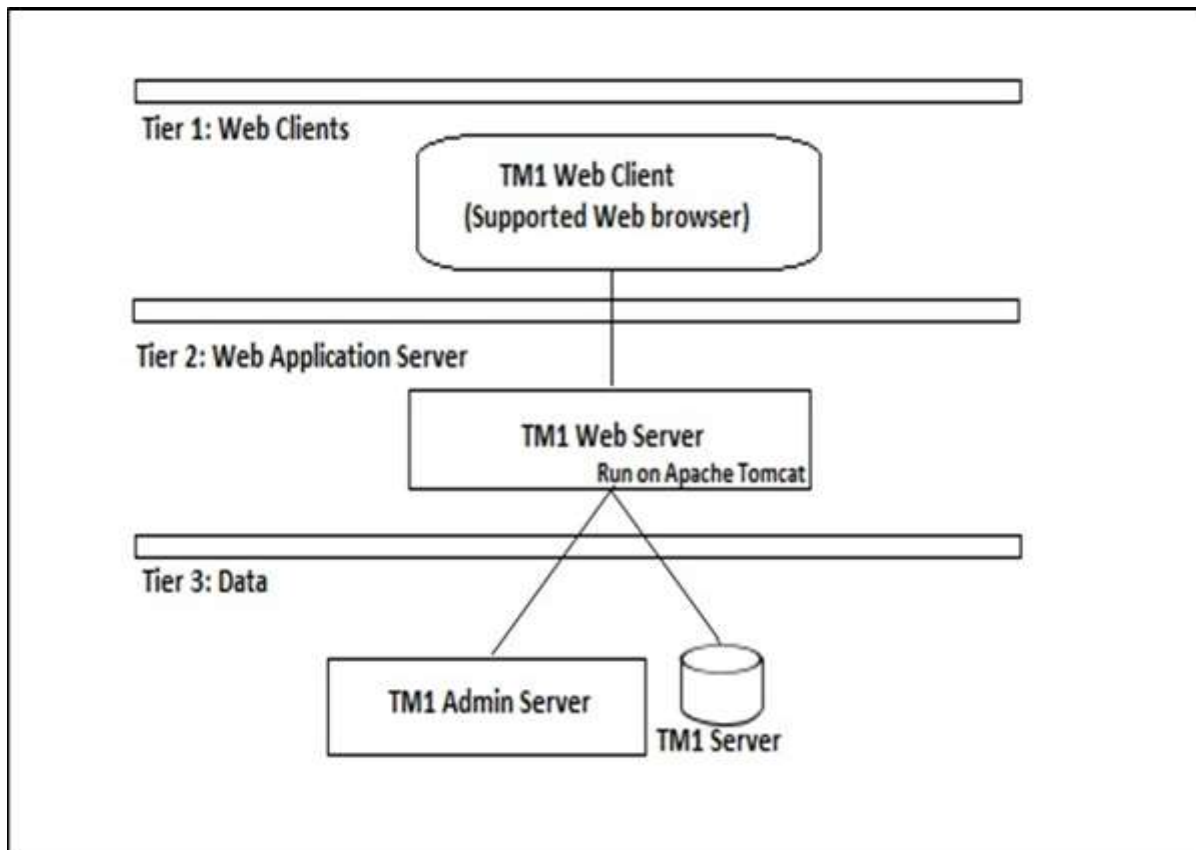 Tier 1: Web Clients
TM1 Web Client
(Supported Web browser)
Tier 2: Web Application Server
TM1 Web Server
Run on Apache Tomcat
Tier 3: Data
TM1 Admin Server
TM1 Server